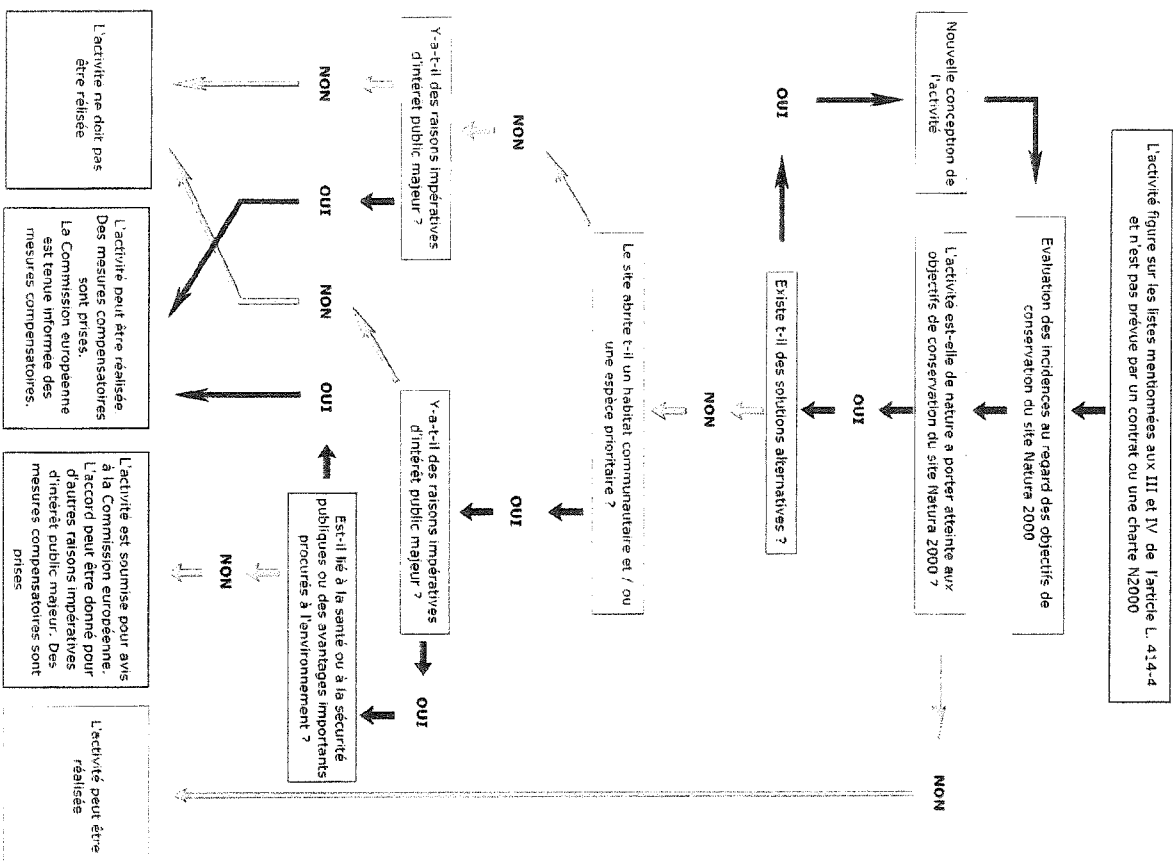 L'activité figure sur les listes mentionnées aux III et IV de l'article L. 414-4
et n'est pas prévue par un contrat ou une charte N2000
Evaluation des incidences au regard des objectifs de
conservation du site Natura 2000
Nouvelle conception de
l'activité
L'activité est-elle de nature a porter atteinte aux
objectifs de conservation du site Natura 2000 ?
OUI
OUI
NON
Existe t-il des solutions alternatives ?
NON
Le site abrite t-il un habitat communautaire et / ou
une espèce prioritaire ?
NON
OUI
Y-a-t-il des raisons impératives
d'intérêt public majeur ?
Y-a-t-il des raisons impératives
d'intérêt public majeur ?
OUI
Est-il lié à la santé ou à la sécurité
publiques ou des avantages importants
procurés à l'environnement ?
NON
OUI
NON
OUI
NON
L'activité ne doit pas
être rélisée
L'activité peut être réalisée
Des mesures compensatoires
sont prises.
La Commission européenne
est tenue informée des
mesures compensatoires.
L'activité est soumise pour avis
à la Commission européenne.
L'accord peut être donné pour
d'autres raisons impératives
d'intérêt public majeur. Des
mesures compensatoires sont
prises
L'activité peut être
réalisée